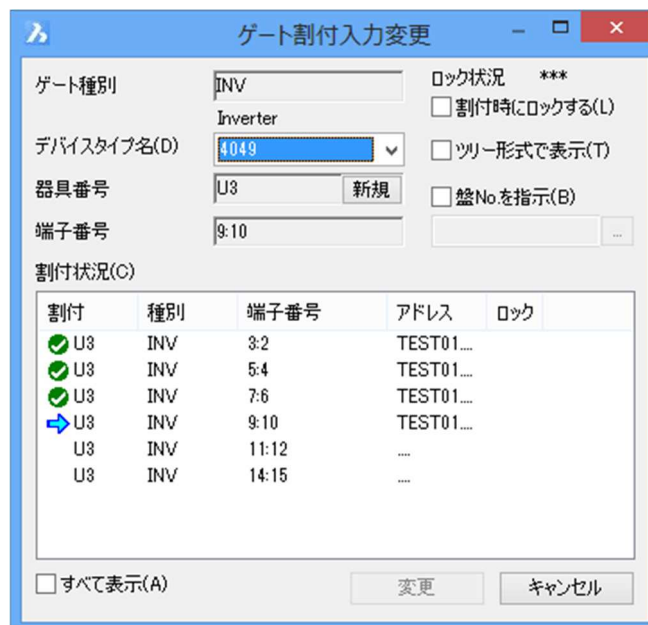 ゲート割付入力変更
ゲート種別 INV ロック状況 ***
Inverter 割付時にロックする(L)
デバイスタイプ名(D) 4049 ツリー形式で表示(T)
器具番号 U3 新規 盤No.を指示(B)
端子番号 9:10 ...
割付状況(C)
割付 種別 端子番号 アドレス ロック
U3 INV 3:2 TEST01....
U3 INV 5:4 TEST01....
U3 INV 7:6 TEST01....
U3 INV 9:10 TEST01....
U3 INV 11:12 ....
U3 INV 14:15 ....
すべて表示(A) 変更 キャンセル